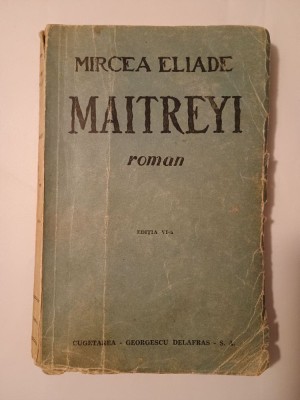 MIRCEA ELIADE
MAITREYI
roman
EDIȚIA VI-a
CUGETAREA - GEORGESCU DELAFRAS - S. A.